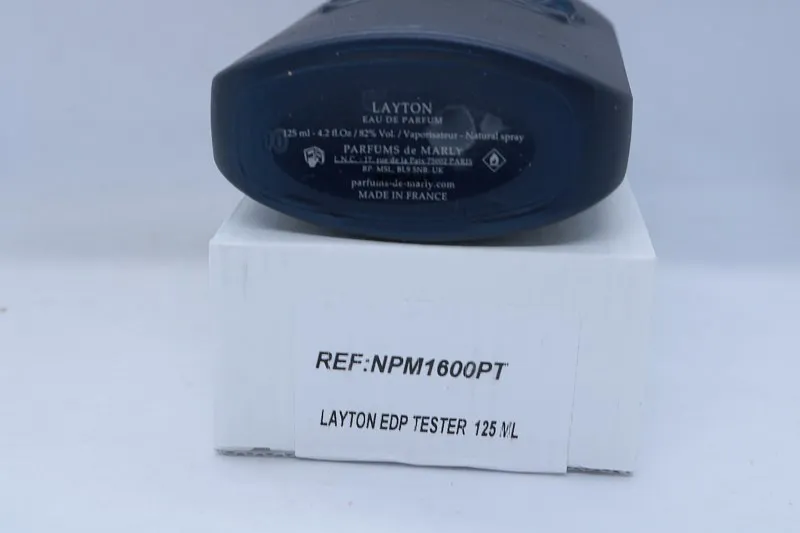 LAYTON
EAU DE PARFUM
125 ml - 4.2 fl.Oz / 82% Vol. / Vaporisateur - Natural spray
PARFUMS de MARLY
L.N.C. - 17, rue de la Paix 75002 PARIS
RP: MSL, BL9 5NB-UK
parfums-de-marly.com
MADE IN FRANCE
REF:NPM1600PT
LAYTON EDP TESTER 125 ML